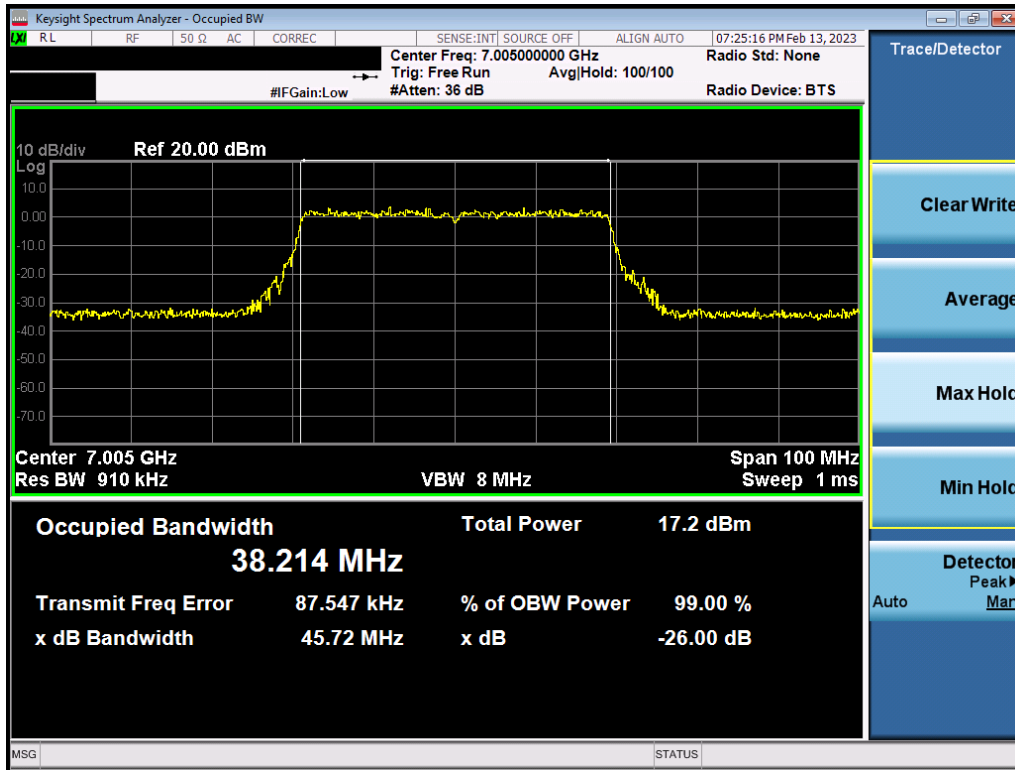 Keysight Spectrum Analyzer - Occupied BW
LXI RL RF 50 Ω AC CORREC SENSE:INT SOURCE OFF ALIGN AUTO 07:25:16 PM Feb 13, 2023
Center Freq: 7.005000000 GHz Radio Std: None
Trig: Free Run Avg|Hold: 100/100
#IFGain:Low #Atten: 36 dB Radio Device: BTS
10 dB/div Ref 20.00 dBm
Log
10.0
0.00
-10.0
-20.0
-30.0
-40.0
-50.0
-60.0
-70.0
Center 7.005 GHz Span 100 MHz
Res BW 910 kHz VBW 8 MHz Sweep 1 ms
Occupied Bandwidth Total Power 17.2 dBm
38.214 MHz
Transmit Freq Error 87.547 kHz % of OBW Power 99.00 %
x dB Bandwidth 45.72 MHz x dB -26.00 dB
MSG STATUS
Trace/Detector
Clear Write
Average
Max Hold
Min Hold
Detector
Peak
Auto Man